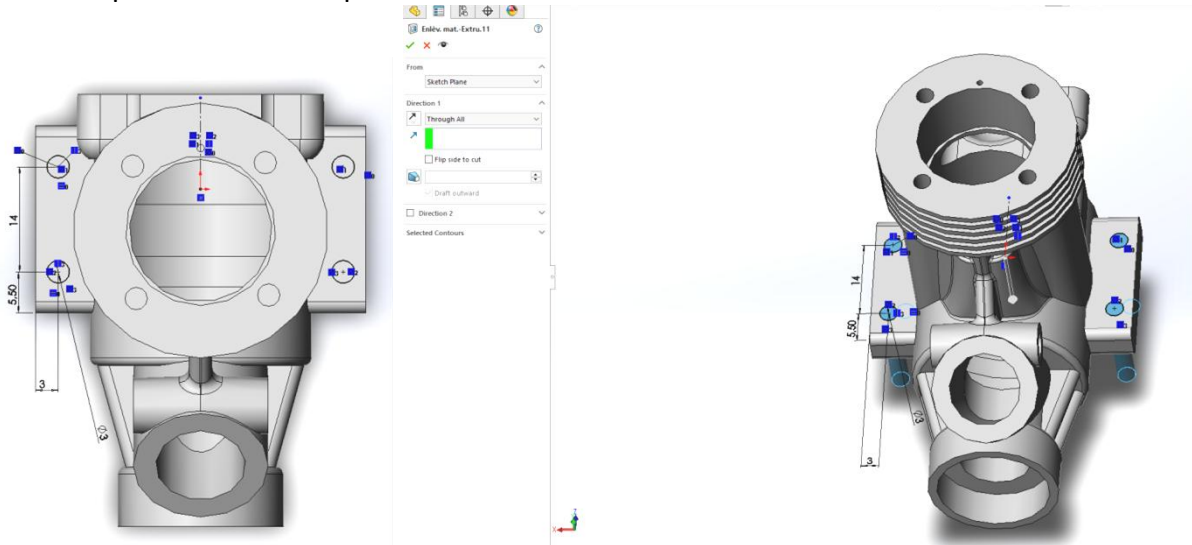 14
5.50
3
Ø3
Enlèv. mat.-Extru.11
From
Sketch Plane
Direction 1
Through All
Flip side to cut
Draft outward
Direction 2
Selected Contours
14
5.50
3
Ø3
X